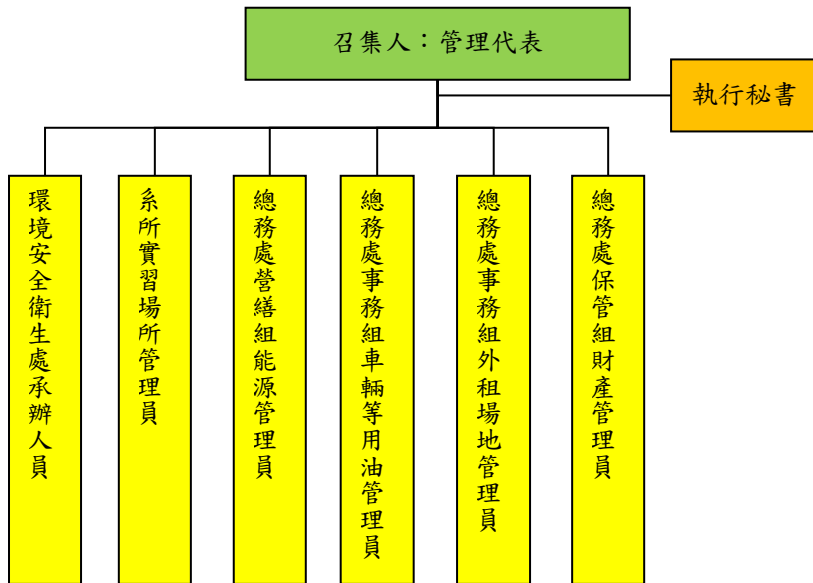 召集人：管理代表
執行秘書
環境安全衛生處承辦人員
系所實習場所管理員
總務處營繕組能源管理員
總務處事務組車輛等用油管理員
總務處事務組外租場地管理員
總務處保管組財產管理員